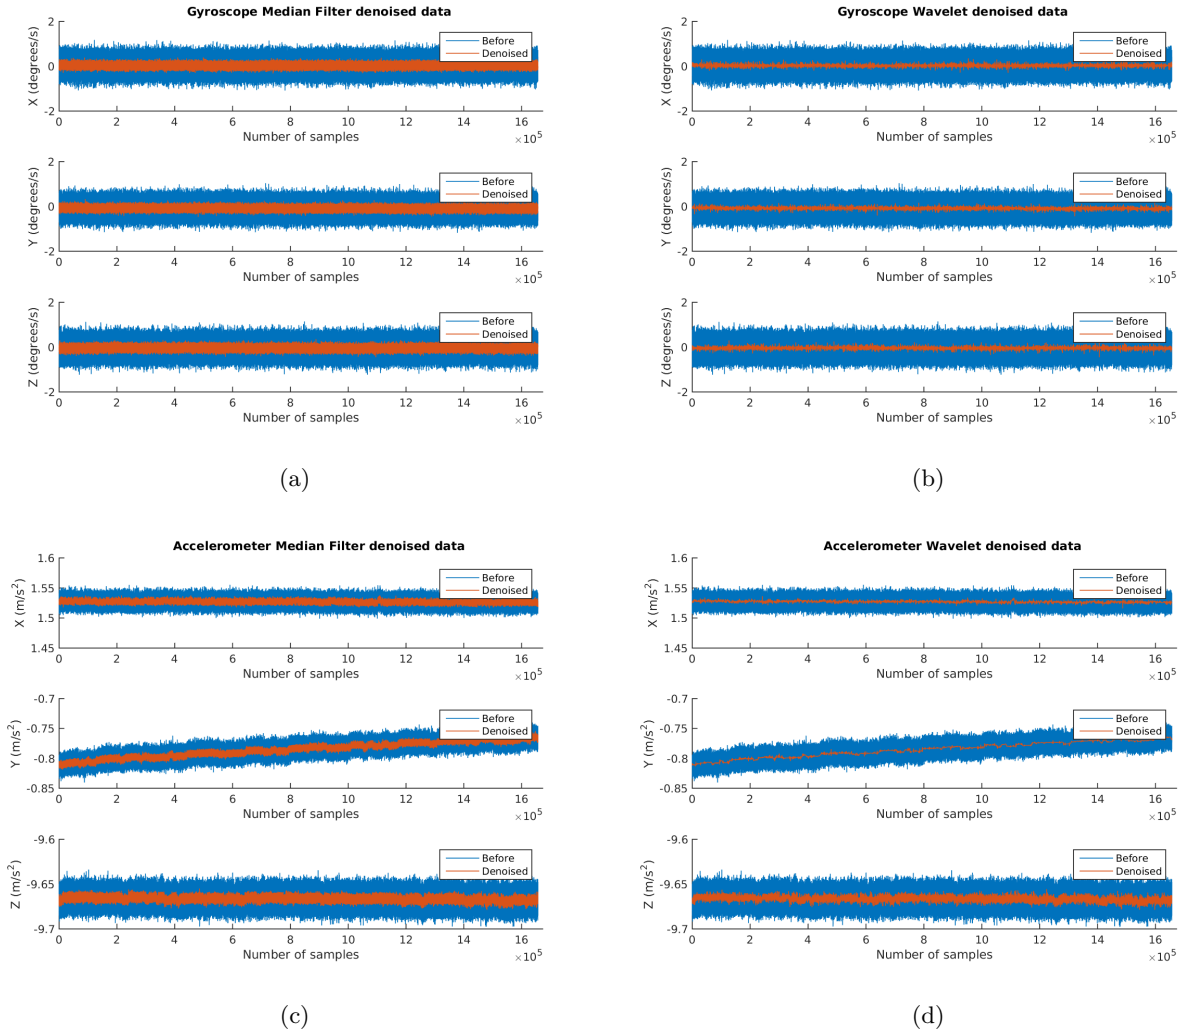 Gyroscope Median Filter denoised data
2
0
-2
X (degrees/s)
Before
Denoised
0 2 4 6 8 10 12 14 16
Number of samples
×10^5
2
0
-2
Y (degrees/s)
Before
Denoised
0 2 4 6 8 10 12 14 16
Number of samples
×10^5
2
0
-2
Z (degrees/s)
Before
Denoised
0 2 4 6 8 10 12 14 16
Number of samples
×10^5
(a)
Gyroscope Wavelet denoised data
2
0
-2
X (degrees/s)
Before
Denoised
0 2 4 6 8 10 12 14 16
Number of samples
×10^5
2
0
-2
Y (degrees/s)
Before
Denoised
0 2 4 6 8 10 12 14 16
Number of samples
×10^5
2
0
-2
Z (degrees/s)
Before
Denoised
0 2 4 6 8 10 12 14 16
Number of samples
×10^5
(b)
Accelerometer Median Filter denoised data
1.6
1.55
1.5
1.45
X (m/s²)
Before
Denoised
0 2 4 6 8 10 12 14 16
Number of samples
×10^5
-0.7
-0.75
-0.8
-0.85
Y (m/s²)
Before
Denoised
0 2 4 6 8 10 12 14 16
Number of samples
×10^5
-9.6
-9.65
-9.7
Z (m/s²)
Before
Denoised
0 2 4 6 8 10 12 14 16
Number of samples
×10^5
(c)
Accelerometer Wavelet denoised data
1.6
1.55
1.5
1.45
X (m/s²)
Before
Denoised
0 2 4 6 8 10 12 14 16
Number of samples
×10^5
-0.7
-0.75
-0.8
-0.85
Y (m/s²)
Before
Denoised
0 2 4 6 8 10 12 14 16
Number of samples
×10^5
-9.6
-9.65
-9.7
Z (m/s²)
Before
Denoised
0 2 4 6 8 10 12 14 16
Number of samples
×10^5
(d)